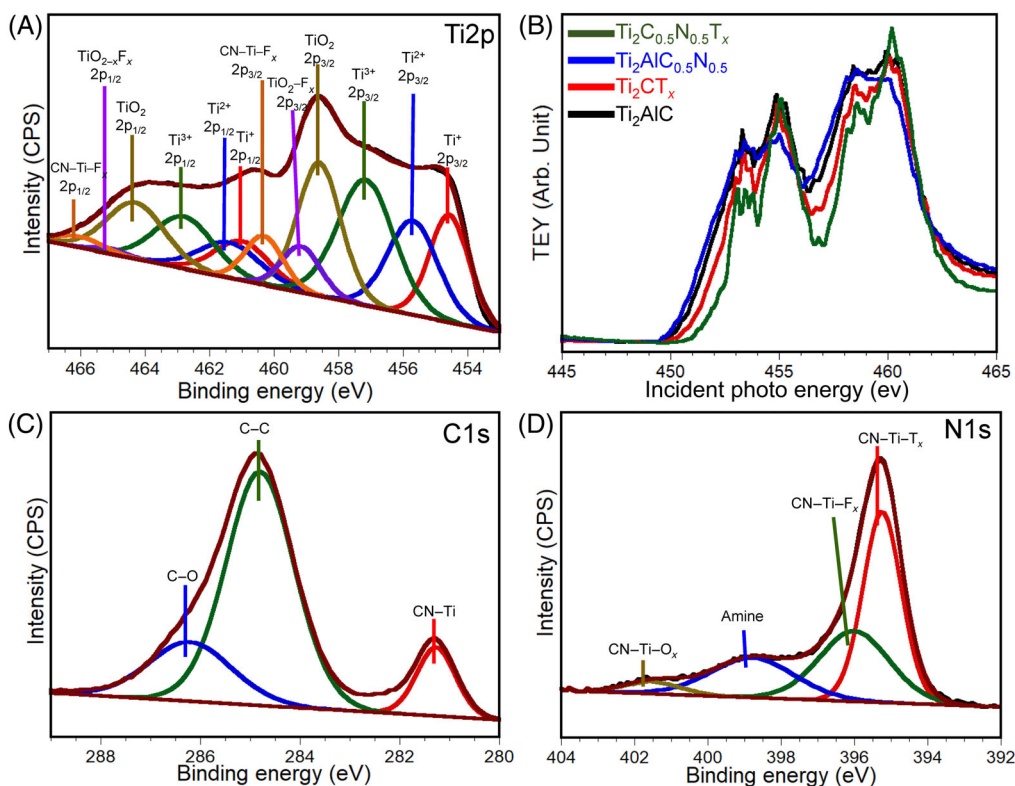 (A)
Ti2p
TiO₂₋ₓFₓ
2p₁/₂
TiO₂
2p₁/₂
CN–Ti–Fₓ
2p₁/₂
Ti³⁺
2p₁/₂
Ti²⁺
2p₁/₂
Ti⁺
2p₁/₂
CN–Ti–Fₓ
2p₃/₂
TiO₂–Fₓ
2p₃/₂
TiO₂
2p₃/₂
Ti³⁺
2p₃/₂
Ti²⁺
2p₃/₂
Ti⁺
2p₃/₂
Intensity (CPS)
466 464 462 460 458 456 454
Binding energy (eV)
(B)
Ti₂C₀.₅N₀.₅Tₓ
Ti₂AlC₀.₅N₀.₅
Ti₂CTₓ
Ti₂AlC
TEY (Arb. Unit)
445 450 455 460 465
Incident photo energy (ev)
(C)
C1s
C–C
C–O
CN–Ti
Intensity (CPS)
288 286 284 282 280
Binding energy (eV)
(D)
N1s
CN–Ti–Tₓ
CN–Ti–Fₓ
Amine
CN–Ti–Oₓ
Intensity (CPS)
404 402 400 398 396 394 392
Binding energy (eV)